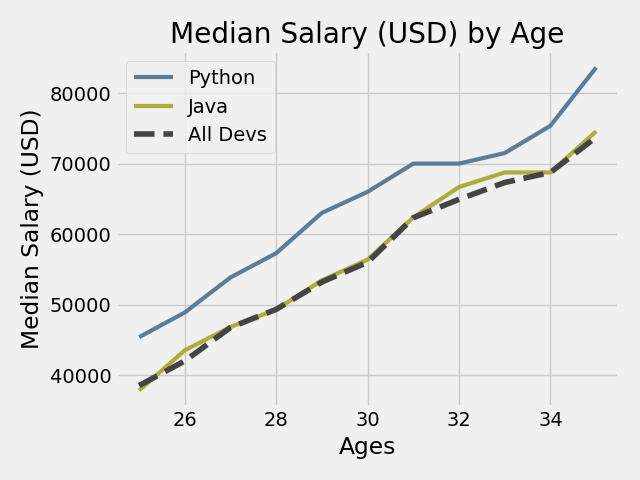 Median Salary (USD) by Age
Python
Java
All Devs
Median Salary (USD)
80000
70000
60000
50000
40000
26 28 30 32 34
Ages